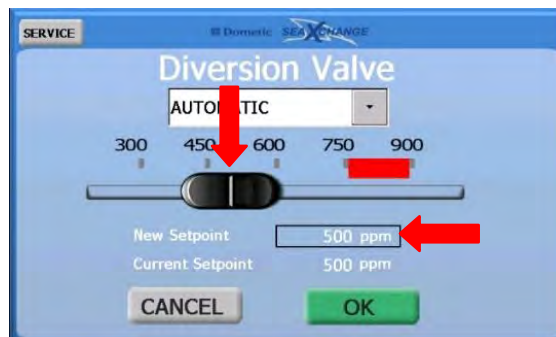 SERVICE
Dometic SEAXCHANGE
Diversion Valve
AUTOMATIC
300 450 600 750 900
New Setpoint 500 ppm
Current Setpoint 500 ppm
CANCEL OK